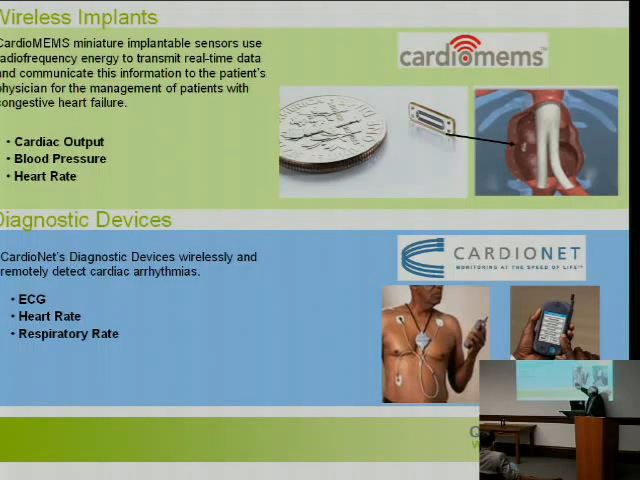 Wireless Implants
CardioMEMS miniature implantable sensors use
radiofrequency energy to transmit real-time data
and communicate this information to the patient's
physician for the management of patients with
congestive heart failure.
• Cardiac Output
• Blood Pressure
• Heart Rate
cardiomems™
Diagnostic Devices
CardioNet's Diagnostic Devices wirelessly and
remotely detect cardiac arrhythmias.
• ECG
• Heart Rate
• Respiratory Rate
CARDIONET
MONITORING AT THE SPEED OF LIFE™